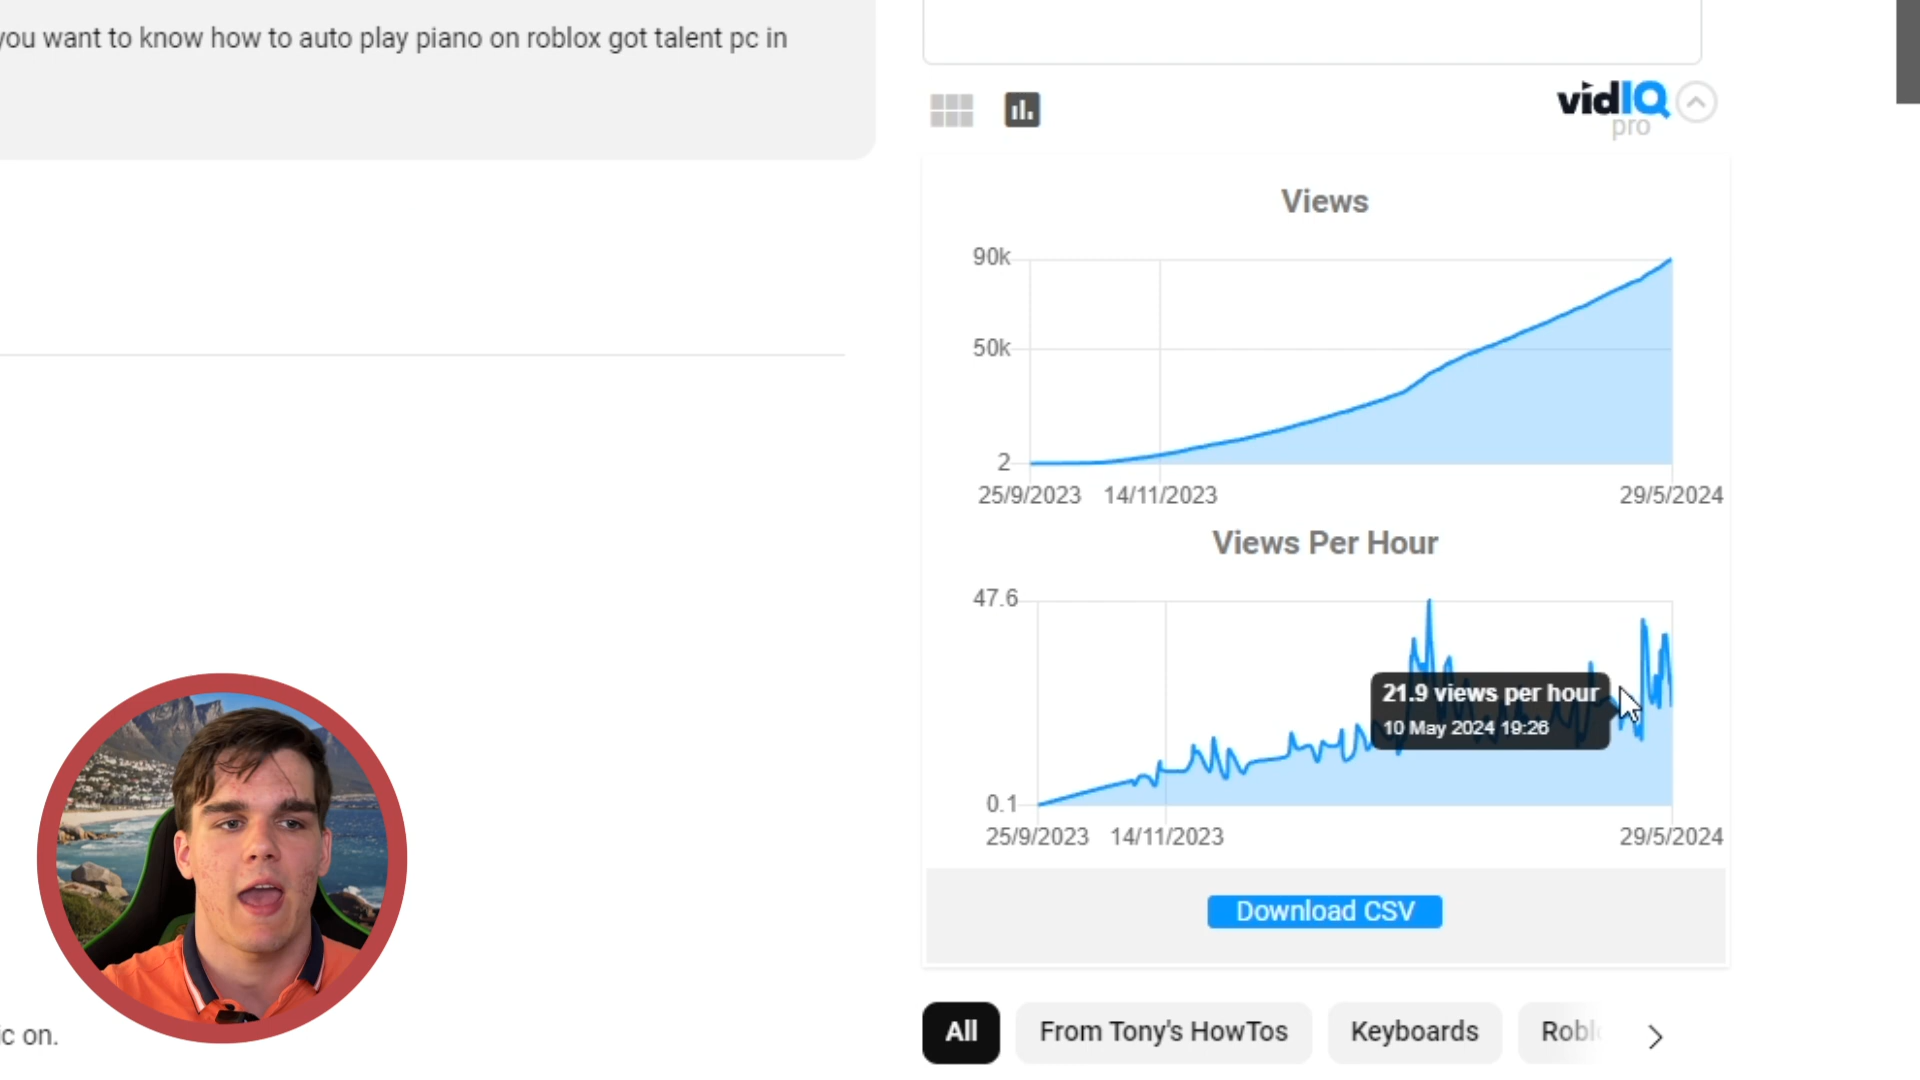 you want to know how to auto play piano on roblox got talent pc in
vidIQ
pro
Views
90k
50k
2
25/9/2023 14/11/2023 29/5/2024
Views Per Hour
47.6
21.9 views per hour
10 May 2024 19:26
0.1
25/9/2023 14/11/2023 29/5/2024
Download CSV
All From Tony's HowTos Keyboards
ic on.